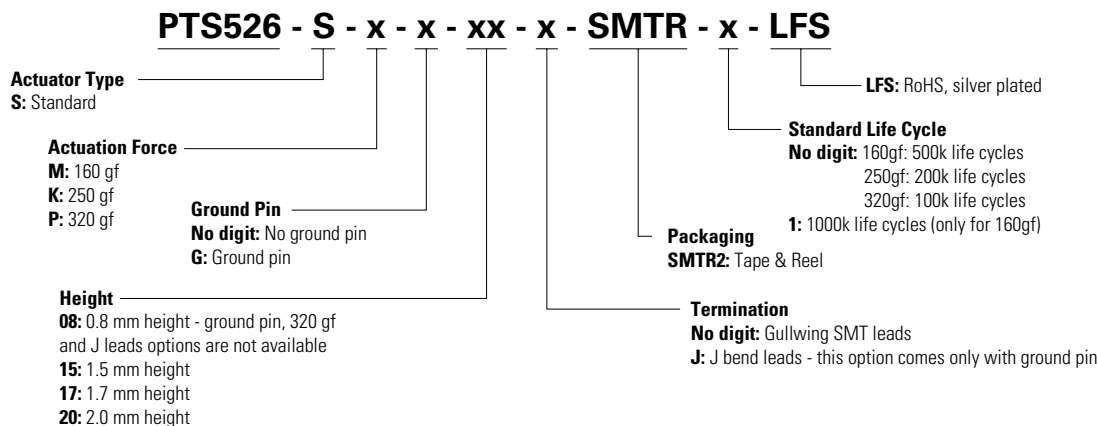 PTS526 - S - x - x - xx - x - SMTR - x - LFS
Actuator Type
S: Standard
LFS: RoHS, silver plated
Actuation Force
M: 160 gf
K: 250 gf
P: 320 gf
Standard Life Cycle
No digit: 160gf: 500k life cycles
250gf: 200k life cycles
320gf: 100k life cycles
1: 1000k life cycles (only for 160gf)
Ground Pin
No digit: No ground pin
G: Ground pin
Packaging
SMTR2: Tape & Reel
Height
08: 0.8 mm height - ground pin, 320 gf
and J leads options are not available
15: 1.5 mm height
17: 1.7 mm height
20: 2.0 mm height
Termination
No digit: Gullwing SMT leads
J: J bend leads - this option comes only with ground pin